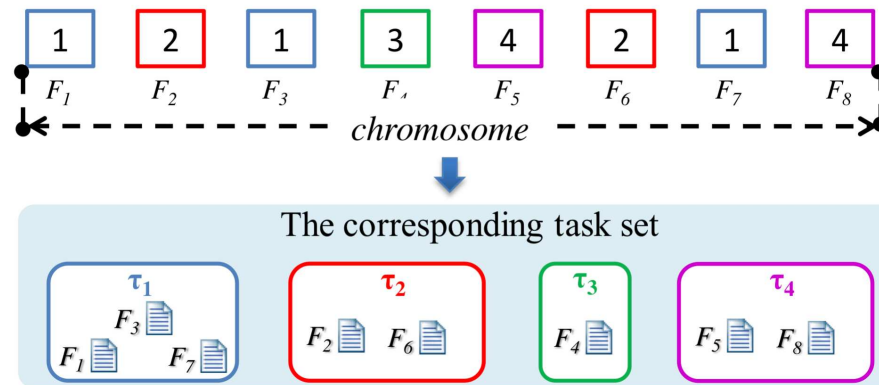 1 2 1 3 4 2 1 4
F1 F2 F3 F4 F5 F6 F7 F8
chromosome
The corresponding task set
τ1 τ2 τ3 τ4
F3
F2 F6 F4 F5 F8
F1 F7